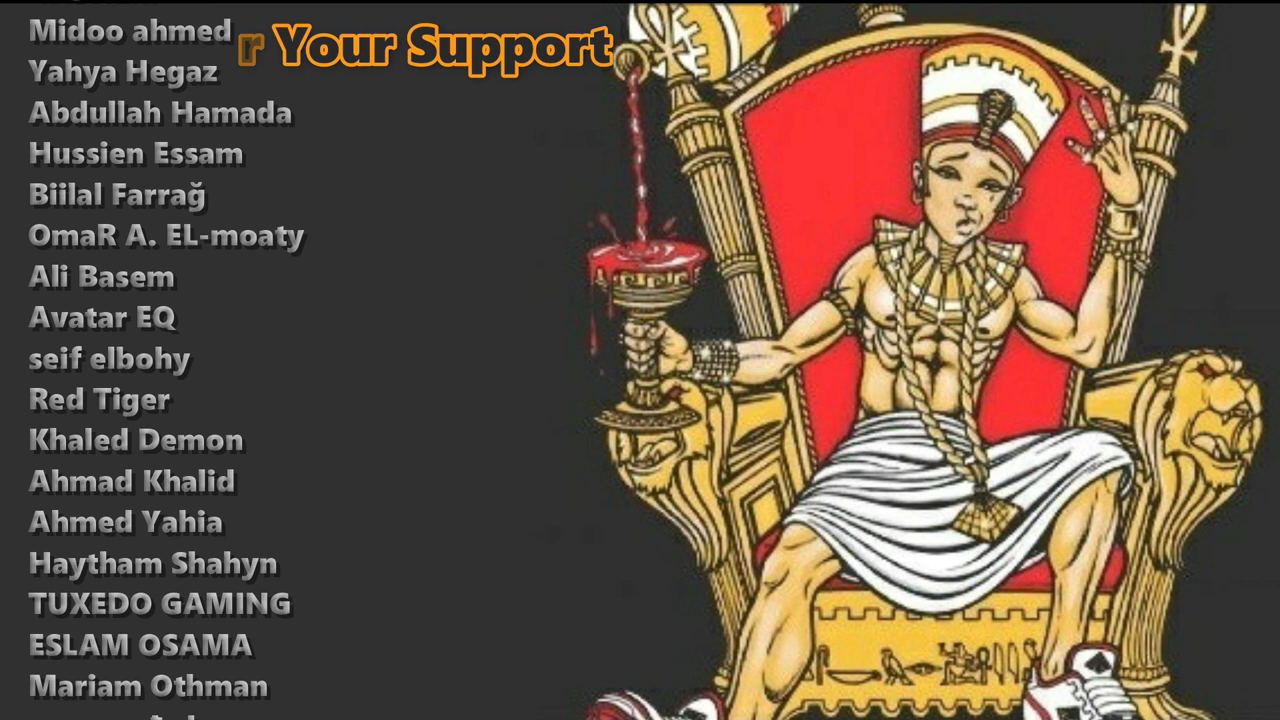 r Your Support
Midoo ahmed
Yahya Hegaz
Abdullah Hamada
Hussien Essam
Biilal Farrağ
OmaR A. EL-moaty
Ali Basem
Avatar EQ
seif elbohy
Red Tiger
Khaled Demon
Ahmad Khalid
Ahmed Yahia
Haytham Shahyn
TUXEDO GAMING
ESLAM OSAMA
Mariam Othman